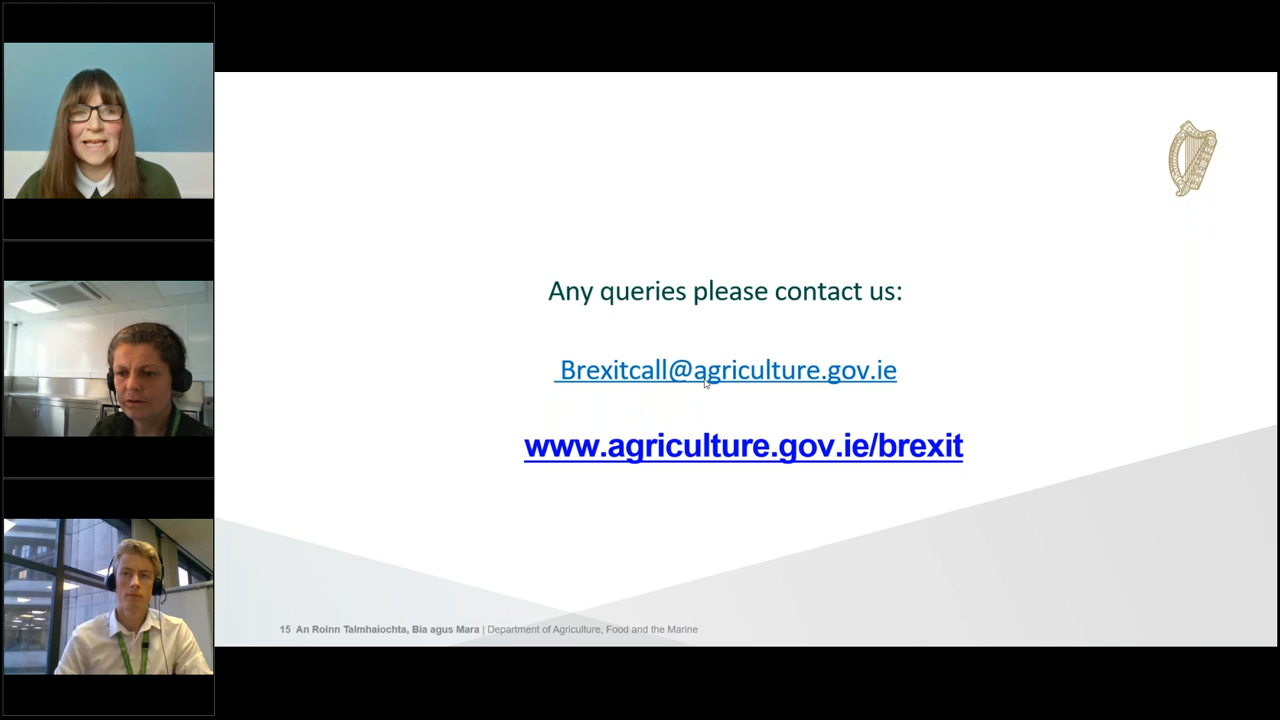 Any queries please contact us:
Brexitcall@agriculture.gov.ie
www.agriculture.gov.ie/brexit
15 An Roinn Talmhaíochta, Bia agus Mara | Department of Agriculture, Food and the Marine